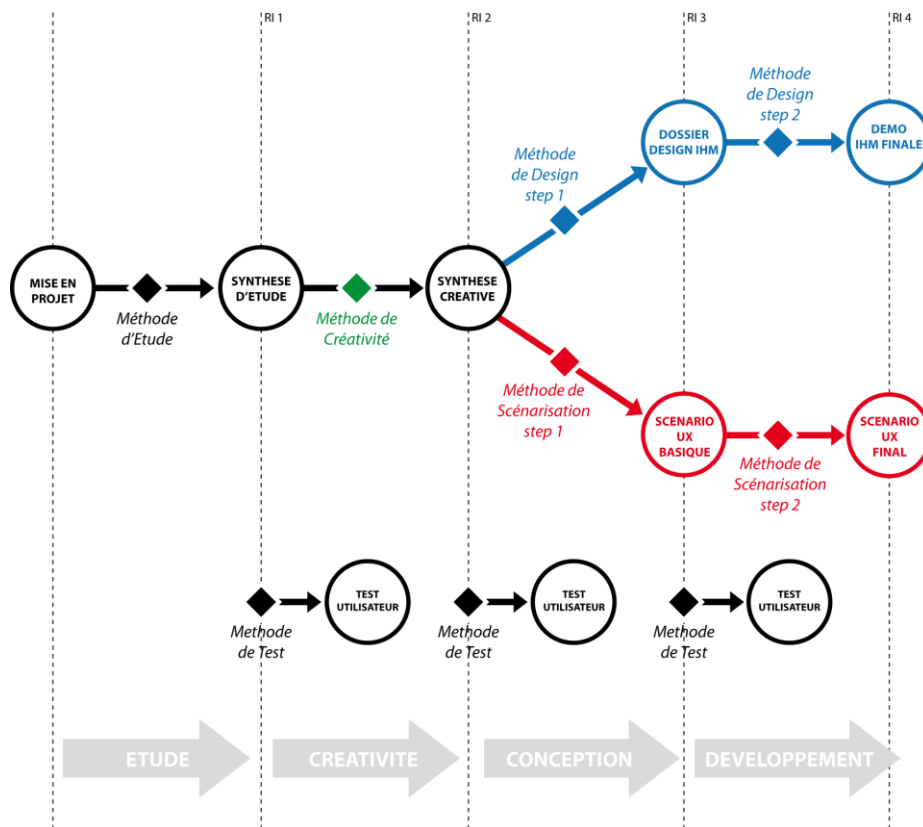 RI 1
RI 2
RI 3
RI 4
Méthode
de Design
step 2
DOSSIER
DESIGN IHM
DEMO
IHM FINALE
Méthode
de Design
step 1
MISE EN
PROJET
SYNTHESE
D'ETUDE
SYNTHESE
CREATIVE
Méthode
d'Etude
Méthode de
Créativité
Méthode de
Scénarisation
step 1
SCENARIO
UX
BASIQUE
SCENARIO
UX
FINAL
Méthode de
Scénarisation
step 2
TEST
UTILISATEUR
TEST
UTILISATEUR
TEST
UTILISATEUR
Methode
de Test
Methode
de Test
Methode
de Test
ETUDE
CREATIVITE
CONCEPTION
DEVELOPPEMENT